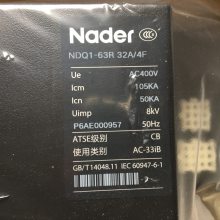 Nader CCC
NDQ1-63R 32A/4F
Ue AC400V
Icm 105KA
Icn 50KA
Uimp 8kV
P6AE000957 50Hz
ATSE级别 CB
使用类别 AC-33iB
GB/T14048.11 IEC 60947-6-1